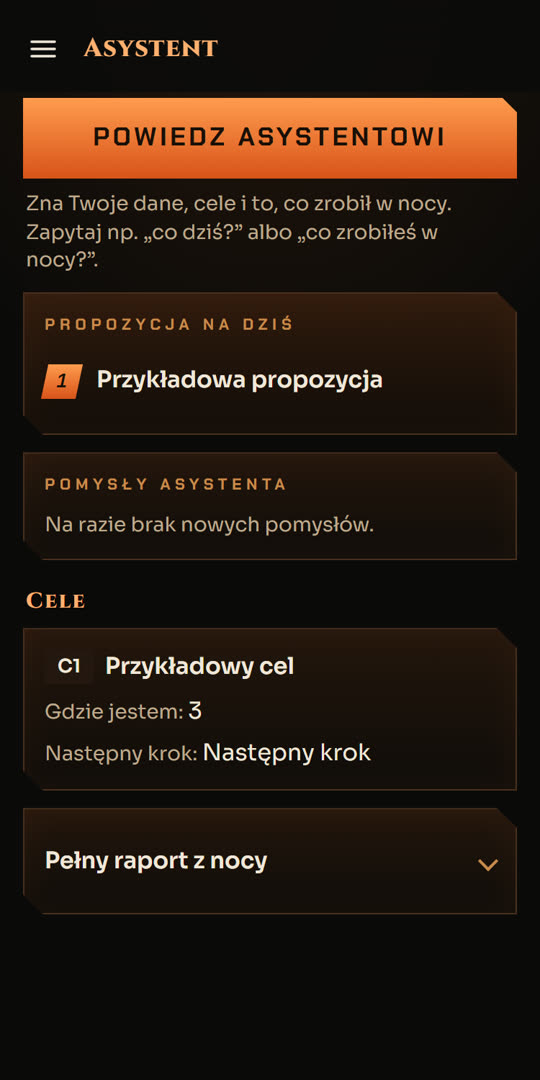 Asystent
POWIEDZ ASYSTENTOWI
Zna Twoje dane, cele i to, co zrobił w nocy.
Zapytaj np. „co dziś?” albo „co zrobiłeś w
nocy?”.
PROPOZYCJA NA DZIŚ
1 Przykładowa propozycja
POMYSŁY ASYSTENTA
Na razie brak nowych pomysłów.
Cele
C1 Przykładowy cel
Gdzie jestem: 3
Następny krok: Następny krok
Pełny raport z nocy